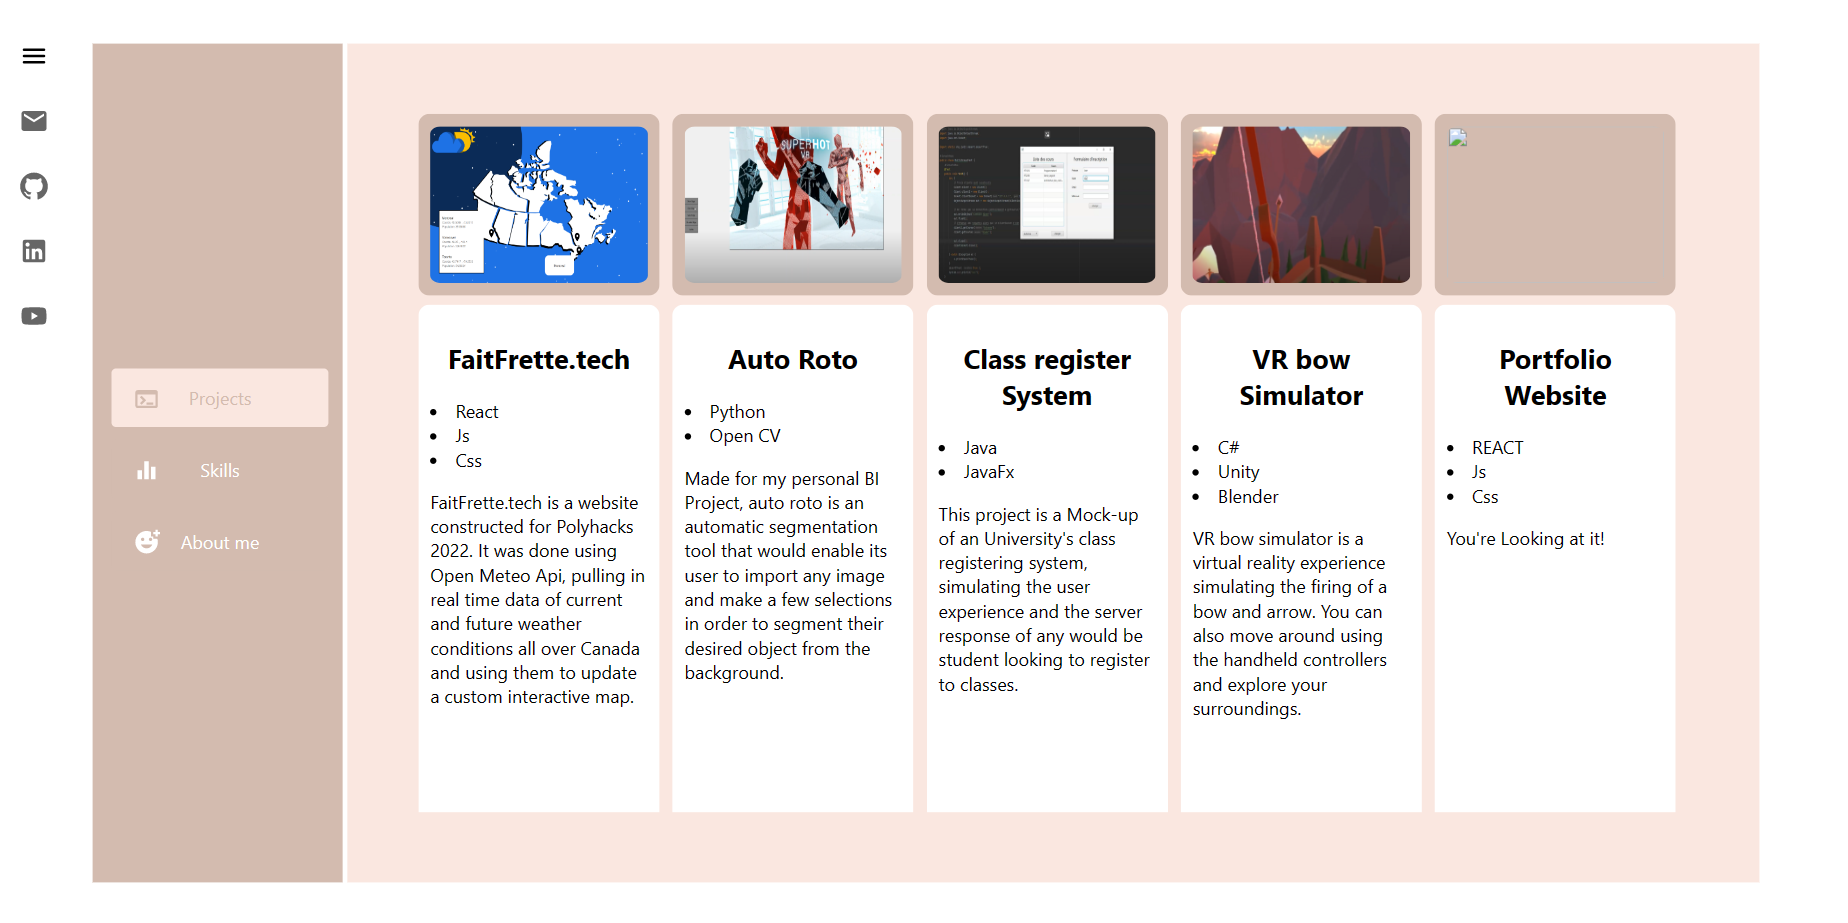 Projects
Skills
About me
SUPERHOT
VR
FaitFrette.tech
React
Js
Css
FaitFrette.tech is a website
constructed for Polyhacks
2022. It was done using
Open Meteo Api, pulling in
real time data of current
and future weather
conditions all over Canada
and using them to update
a custom interactive map.
Auto Roto
Python
Open CV
Made for my personal BI
Project, auto roto is an
automatic segmentation
tool that would enable its
user to import any image
and make a few selections
in order to segment their
desired object from the
background.
Class register
System
Java
JavaFx
This project is a Mock-up
of an University's class
registering system,
simulating the user
experience and the server
response of any would be
student looking to register
to classes.
VR bow
Simulator
C#
Unity
Blender
VR bow simulator is a
virtual reality experience
simulating the firing of a
bow and arrow. You can
also move around using
the handheld controllers
and explore your
surroundings.
Portfolio
Website
REACT
Js
Css
You're Looking at it!